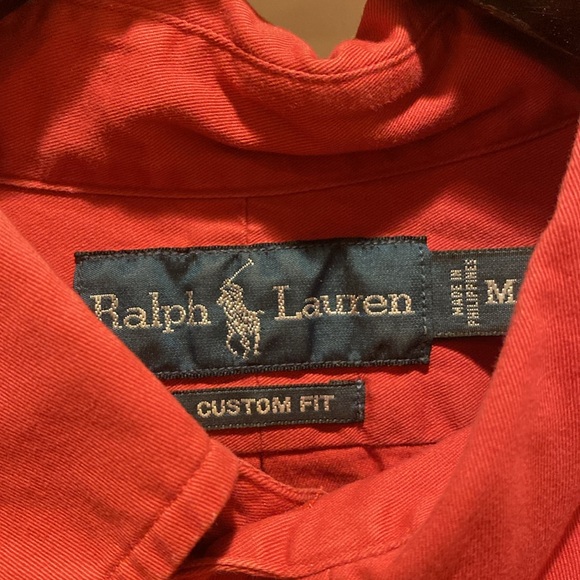 Ralph Lauren
MADE IN
PHILIPPINES
M
CUSTOM FIT